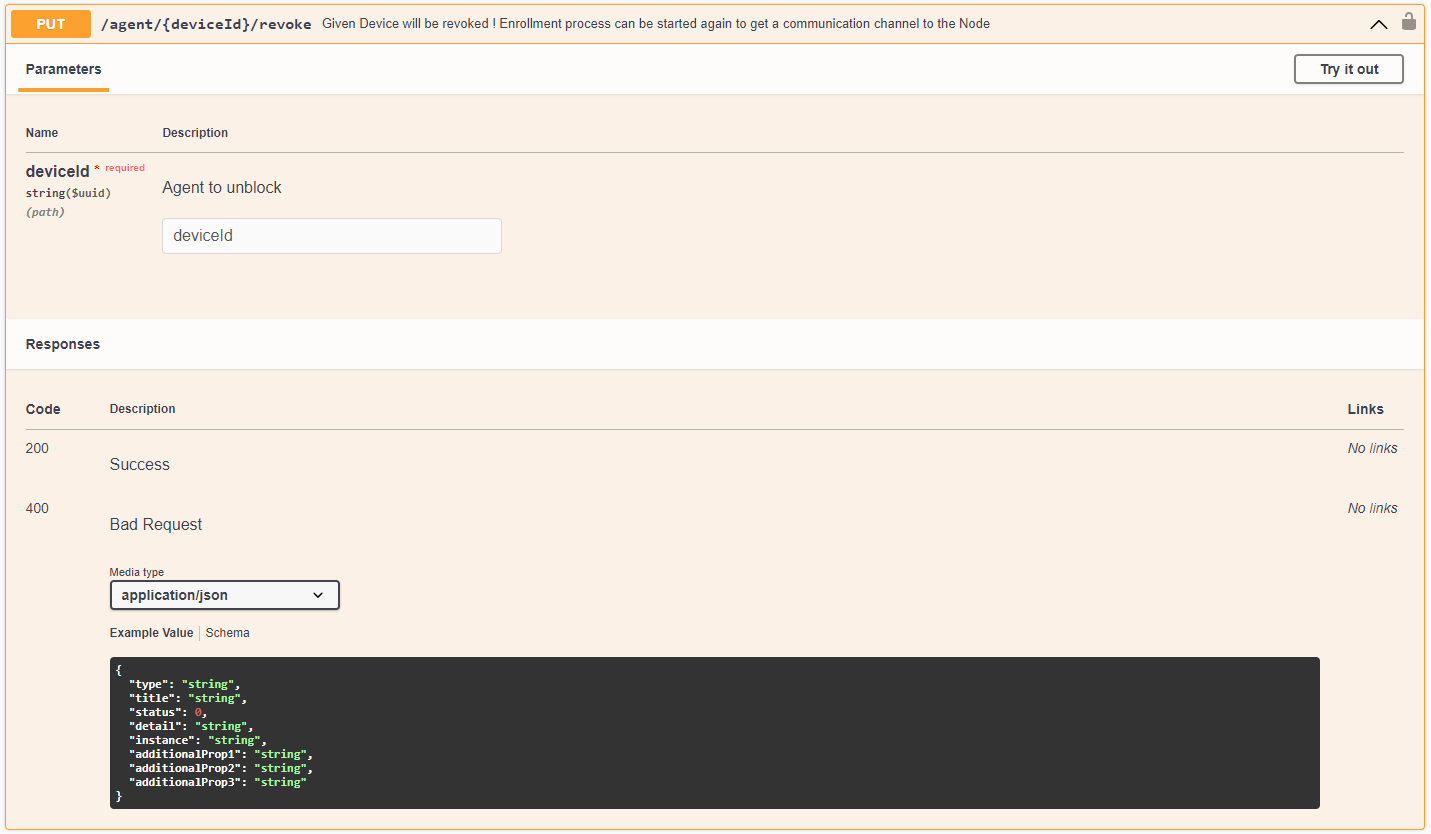 PUT /agent/{deviceId}/revoke Given Device will be revoked ! Enrollment process can be started again to get a communication channel to the Node
Parameters Try it out
Name Description
deviceId * required
string($uuid)
(path)
Agent to unblock
deviceId
Responses
Code Description Links
200 Success No links
400 Bad Request No links
Media type
application/json
Example Value Schema
{
  "type": "string",
  "title": "string",
  "status": 0,
  "detail": "string",
  "instance": "string",
  "additionalProp1": "string",
  "additionalProp2": "string",
  "additionalProp3": "string"
}